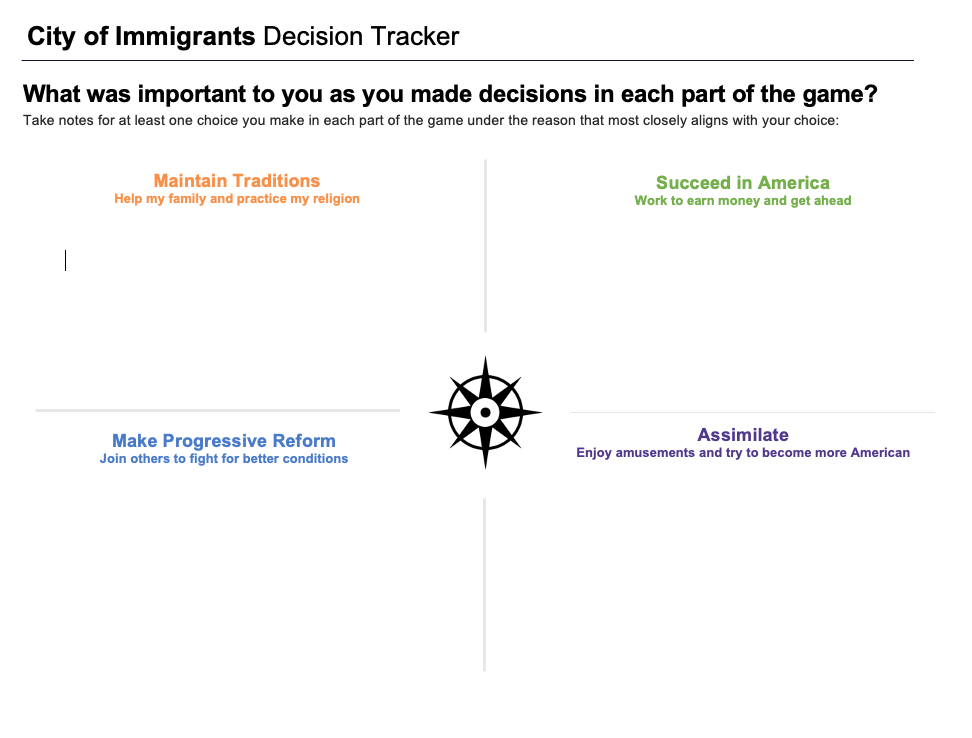 City of Immigrants Decision Tracker
What was important to you as you made decisions in each part of the game?
Take notes for at least one choice you make in each part of the game under the reason that most closely aligns with your choice:
Maintain Traditions
Help my family and practice my religion
Succeed in America
Work to earn money and get ahead
Make Progressive Reform
Join others to fight for better conditions
Assimilate
Enjoy amusements and try to become more American